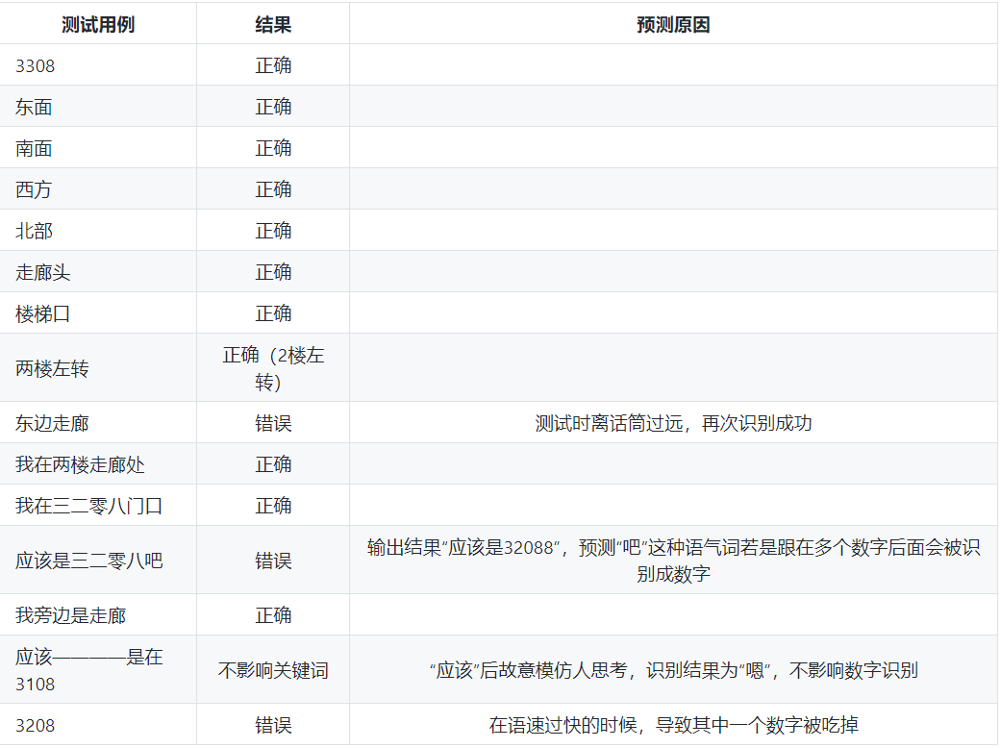 测试用例 结果 预测原因
3308 正确
东面 正确
南面 正确
西方 正确
北部 正确
走廊头 正确
楼梯口 正确
两楼左转 正确（2楼左
转）
东边走廊 错误 测试时离话筒过远，再次识别成功
我在两楼走廊处 正确
我在三二零八门口 正确
应该是三二零八吧 错误 输出结果“应该是32088”，预测“吧”这种语气词若是跟在多个数字后面会被识
别成数字
我旁边是走廊 正确
应该————是在
3108 不影响关键词 “应该”后故意模仿人思考，识别结果为“嗯”，不影响数字识别
3208 错误 在语速过快的时候，导致其中一个数字被吃掉